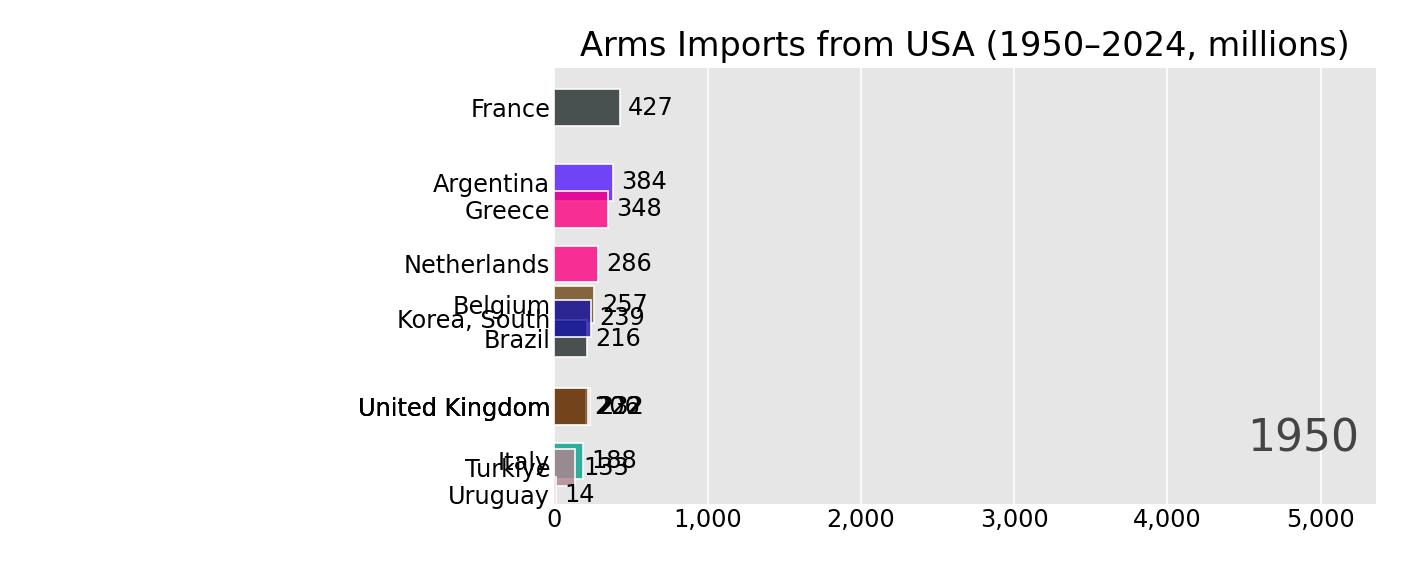 Arms Imports from USA (1950–2024, millions)
France 427
Argentina 384
Greece 348
Netherlands 286
Belgium 257
Korea, South 239
Brazil 216
United Kingdom
Italy 188
Turkiye 133
Uruguay 14
1950
0 1,000 2,000 3,000 4,000 5,000